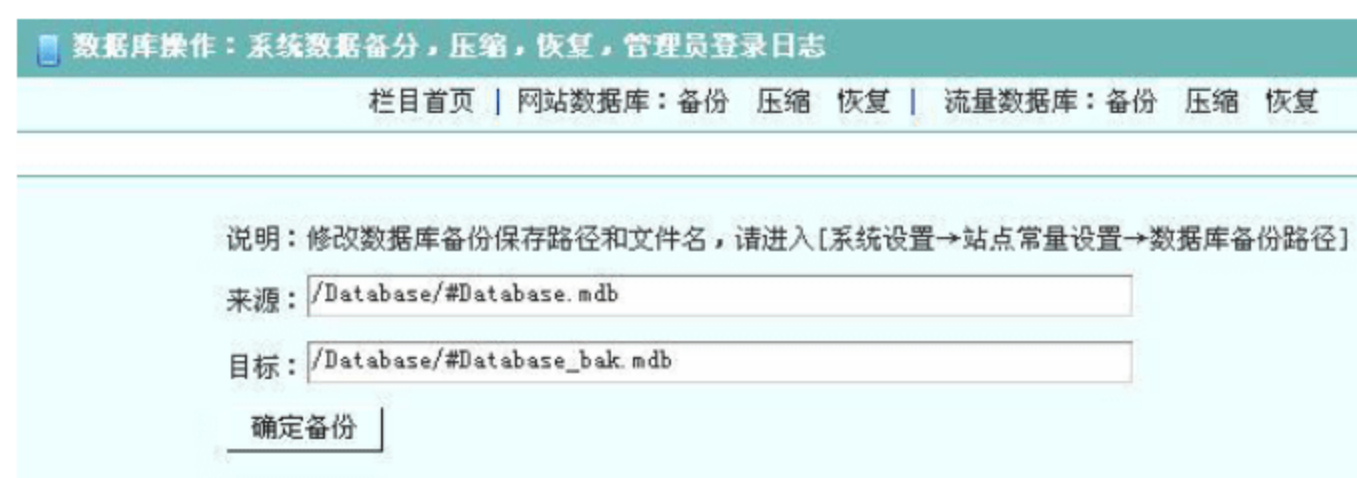 数据库操作：系统数据备分，压缩，恢复，管理员登录日志
栏目首页 | 网站数据库：备份 压缩 恢复 | 流量数据库：备份 压缩 恢复
说明：修改数据库备份保存路径和文件名，请进入[系统设置→站点常量设置→数据库备份路径]
来源：/Database/#Database.mdb
目标：/Database/#Database_bak.mdb
确定备份